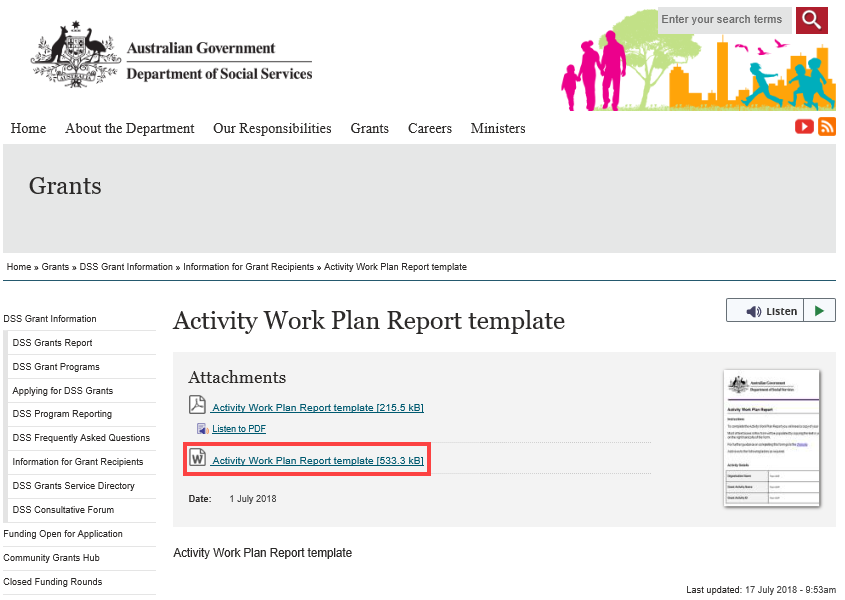 Enter your search terms
Australian Government
Department of Social Services
Home About the Department Our Responsibilities Grants Careers Ministers
Grants
Home » Grants » DSS Grant Information » Information for Grant Recipients » Activity Work Plan Report template
DSS Grant Information
DSS Grants Report
DSS Grant Programs
Applying for DSS Grants
DSS Program Reporting
DSS Frequently Asked Questions
Information for Grant Recipients
DSS Grants Service Directory
DSS Consultative Forum
Funding Open for Application
Community Grants Hub
Closed Funding Rounds
Activity Work Plan Report template
Listen
Attachments
Activity Work Plan Report template [215.5 kB]
Listen to PDF
W Activity Work Plan Report template [533.3 kB]
Date: 1 July 2018
Australian Government
Department of Social Services
Activity Work Plan Report
Instructions
Activity Details
Activity Work Plan Report template
Last updated: 17 July 2018 - 9:53am